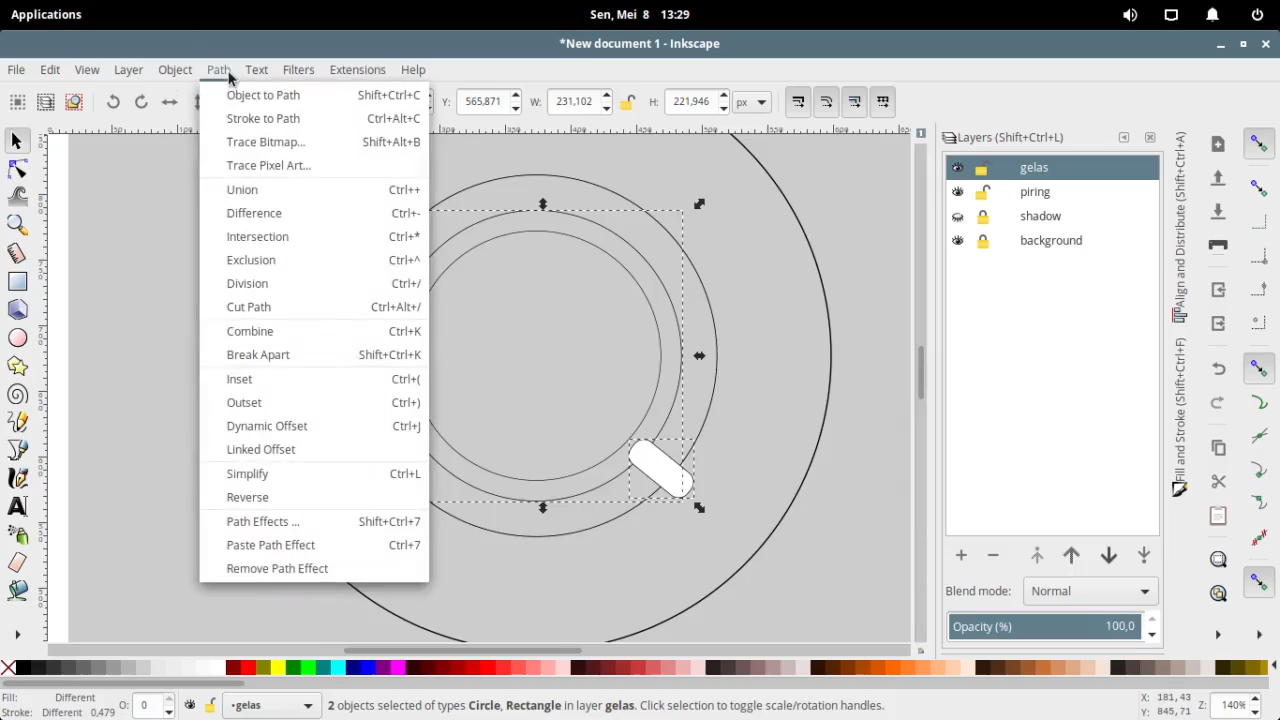 Applications
Sen, Mei 8 13:29
*New document 1 - Inkscape
File Edit View Layer Object Path Text Filters Extensions Help
Y: 565,871 W: 231,102 H: 221,946 px
Object to Path Shift+Ctrl+C
Stroke to Path Ctrl+Alt+C
Trace Bitmap... Shift+Alt+B
Trace Pixel Art...
Union Ctrl++
Difference Ctrl+-
Intersection Ctrl+*
Exclusion Ctrl+^
Division Ctrl+/
Cut Path Ctrl+Alt+/
Combine Ctrl+K
Break Apart Shift+Ctrl+K
Inset Ctrl+(
Outset Ctrl+)
Dynamic Offset Ctrl+J
Linked Offset
Simplify Ctrl+L
Reverse
Path Effects ... Shift+Ctrl+7
Paste Path Effect Ctrl+7
Remove Path Effect
Layers (Shift+Ctrl+L)
gelas
piring
shadow
background
Blend mode: Normal
Opacity (%) 100,0
Align and Distribute (Shift+Ctrl+A)
Fill and Stroke (Shift+Ctrl+F)
Fill: Different
Stroke: Different 0,479
O: 0
•gelas
2 objects selected of types Circle, Rectangle in layer gelas. Click selection to toggle scale/rotation handles.
X: 181,43
Y: 845,71
Z: 140%